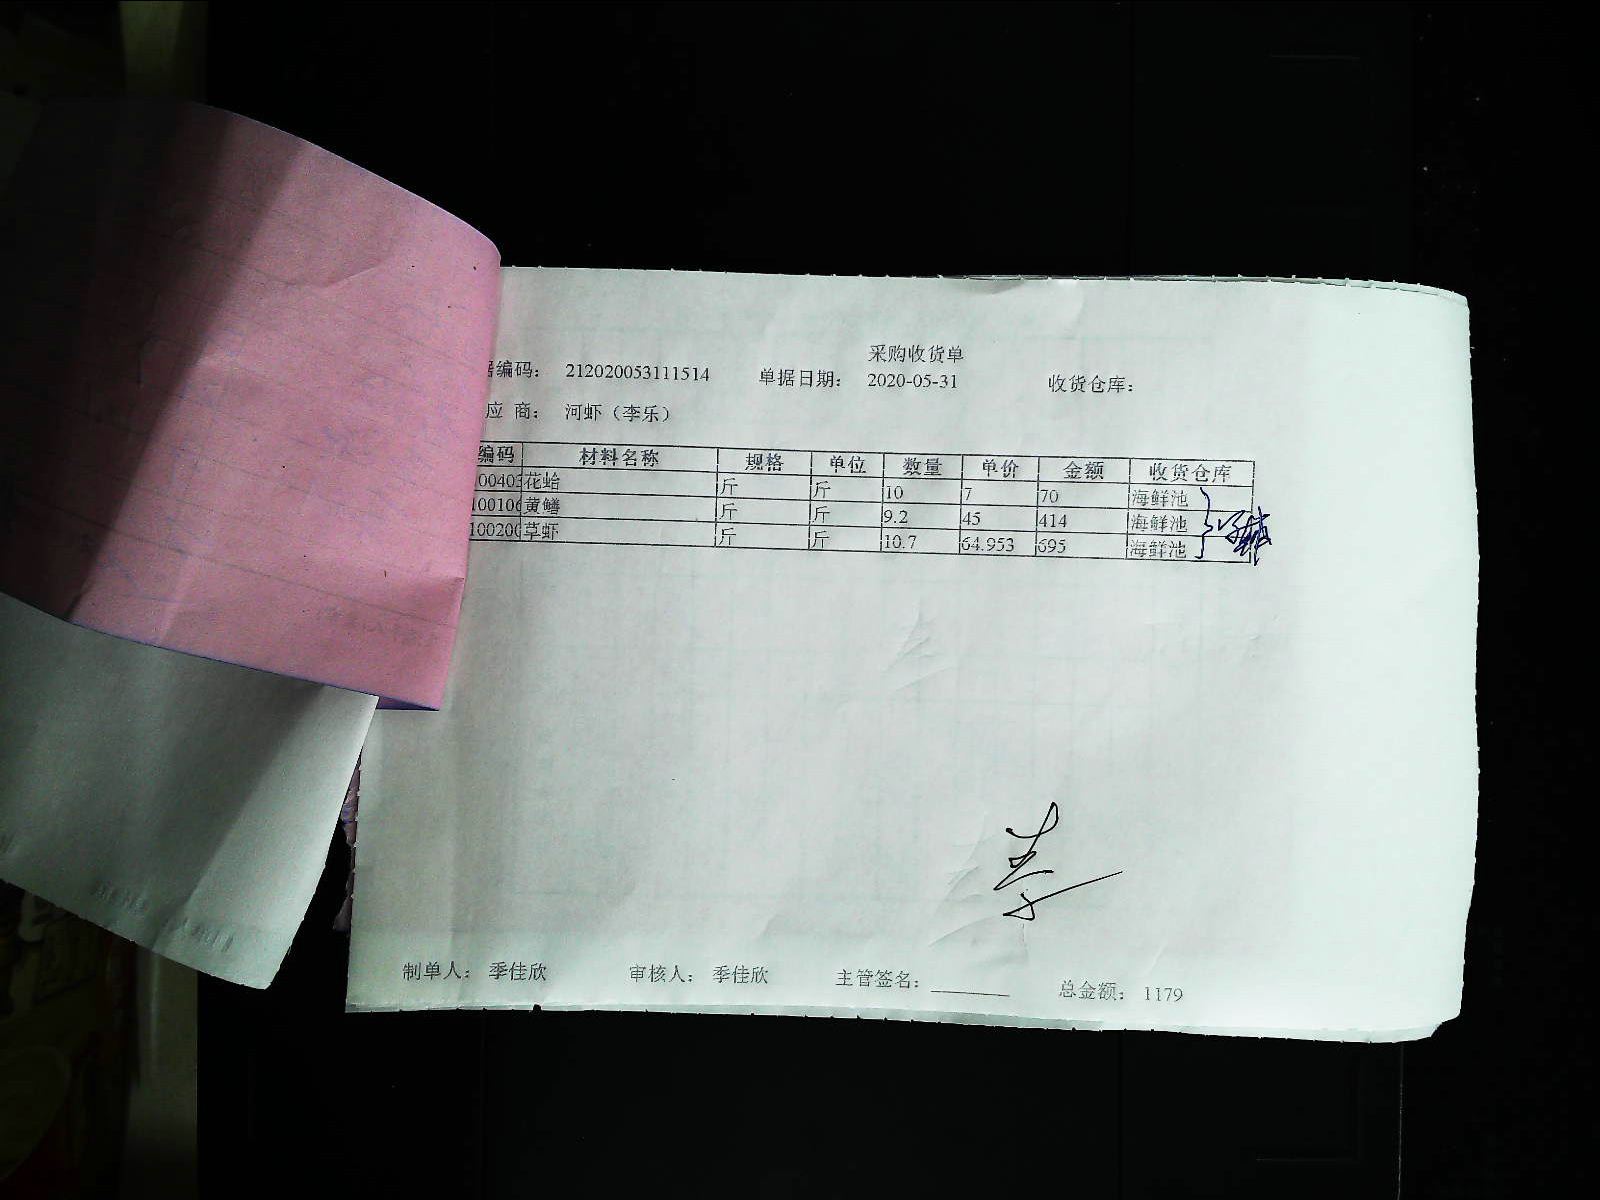 采购收货单
据编码： 212020053111514 单据日期： 2020-05-31 收货仓库：
应 商： 河虾（李乐）
编码 材料名称 规格 单位 数量 单价 金额 收货仓库
00403 花蛤 斤 斤 10 7 70 海鲜池
100106 黄鳝 斤 斤 9.2 45 414 海鲜池
100200 草虾 斤 斤 10.7 64.953 695 海鲜池
制单人： 季佳欣 审核人： 季佳欣 主管签名： 总金额： 1179